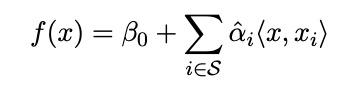 f(x) = β₀ + ∑_{i∈𝒮} α̂ᵢ⟨x, xᵢ⟩